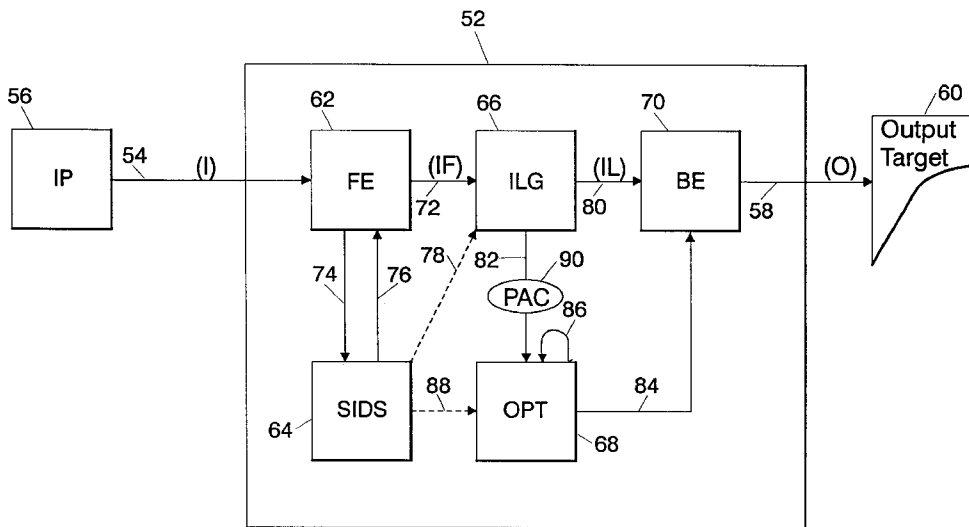 52
56
62
66
70
60
IP
54
(I)
FE
(IF)
72
ILG
(IL)
80
BE
58
(O)
Output
Target
74
76
78
82
90
PAC
86
SIDS
64
88
OPT
68
84